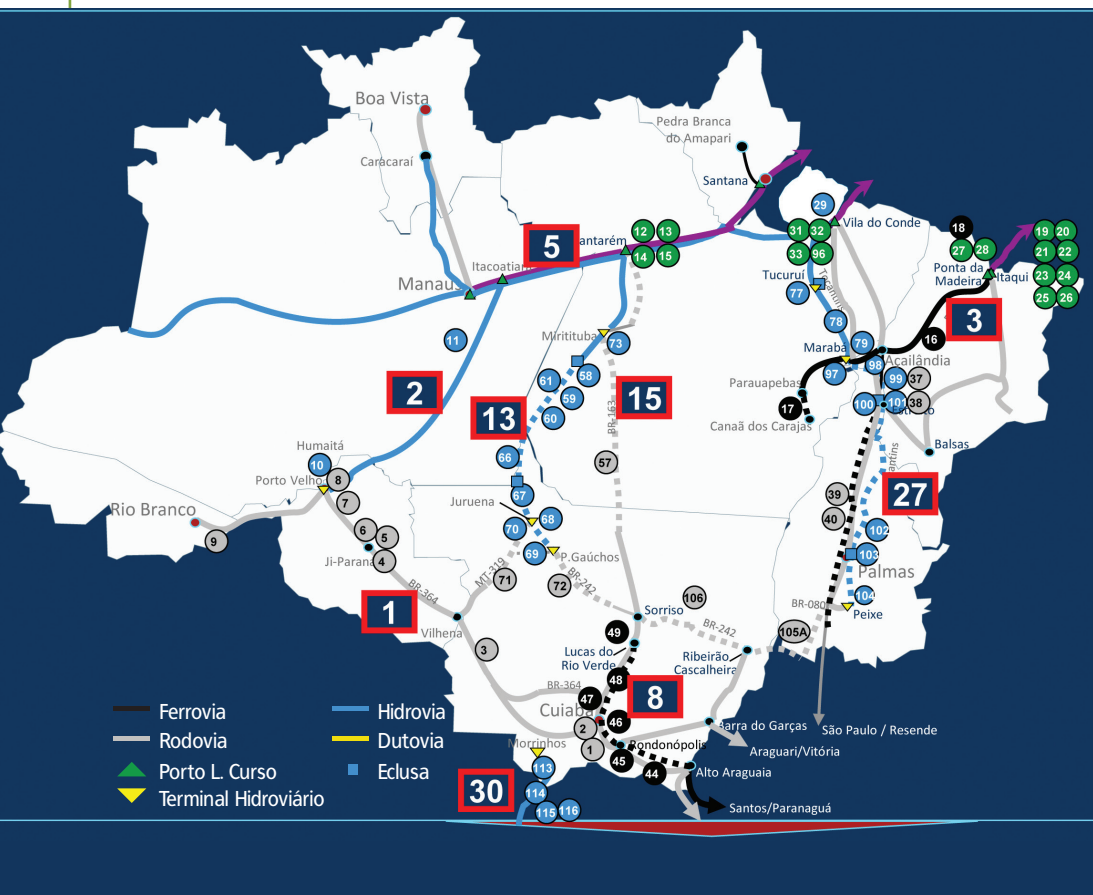 Boa Vista
Caracaraí
Pedra Branca
do Amapari
Santana
29
Vila do Conde
31 32
33 96
12 13
14 15
18
27 28
19 20
21 22
23 24
25 26
Ponta da
Madeira
Itaqui
5
Manaus
Tucuruí
77
78
3
16
Miritituba
73
11
79
Marabá
97
98
Açailândia
99 37
100 101 38
Parauapebas
17
Canaã dos Carajas
Balsas
2
13
15
BR-163
61
58
59
60
66
57
67
Juruena
68
70
69
P.Gaúchos
27
39
40
102
103
Palmas
104
Peixe
BR-080
105A
Humaitá
10
Porto Velho
8
7
Rio Branco
9
6
5
4
Ji-Paraná
BR-364
1
Vilhena
3
MT-319
71
72
BR-242
106
Sorriso
BR-242
49
Lucas do
Rio Verde
Ribeirão
Cascalheira
48
8
BR-364
47
Cuiabá
46
2
1
Rondonópolis
45
44
Barra do Garças
São Paulo / Resende
Araguari/Vitória
Alto Araguaia
Santos/Paranaguá
Morrinhos
113
30
114
115 116
Ferrovia
Hidrovia
Rodovia
Dutovia
Porto L. Curso
Eclusa
Terminal Hidroviário